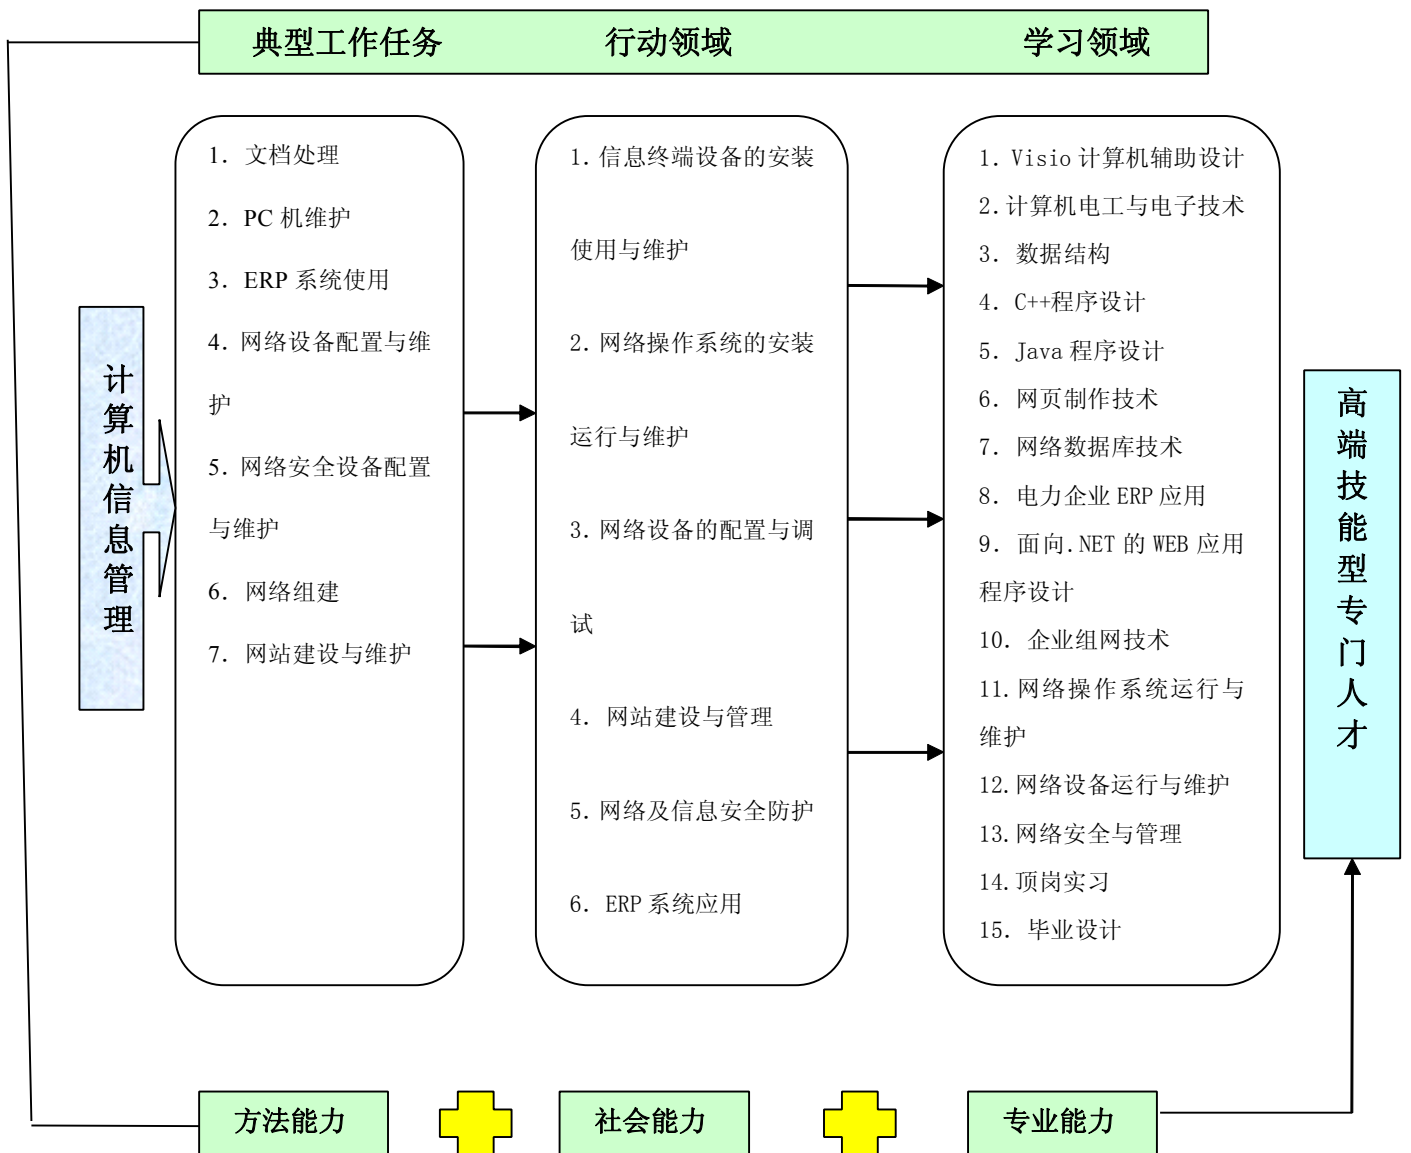 典型工作任务 行动领域 学习领域
计算机信息管理
1. 文档处理
2. PC 机维护
3. ERP 系统使用
4. 网络设备配置与维
护
5. 网络安全设备配置
与维护
6. 网络组建
7. 网站建设与维护
1. 信息终端设备的安装
使用与维护
2. 网络操作系统的安装
运行与维护
3. 网络设备的配置与调
试
4. 网站建设与管理
5. 网络及信息安全防护
6. ERP 系统应用
1. Visio 计算机辅助设计
2. 计算机电工与电子技术
3. 数据结构
4. C++程序设计
5. Java 程序设计
6. 网页制作技术
7. 网络数据库技术
8. 电力企业 ERP 应用
9. 面向.NET 的 WEB 应用
程序设计
10. 企业组网技术
11. 网络操作系统运行与
维护
12. 网络设备运行与维护
13. 网络安全与管理
14. 顶岗实习
15. 毕业设计
高端技能型专门人才
方法能力 社会能力 专业能力